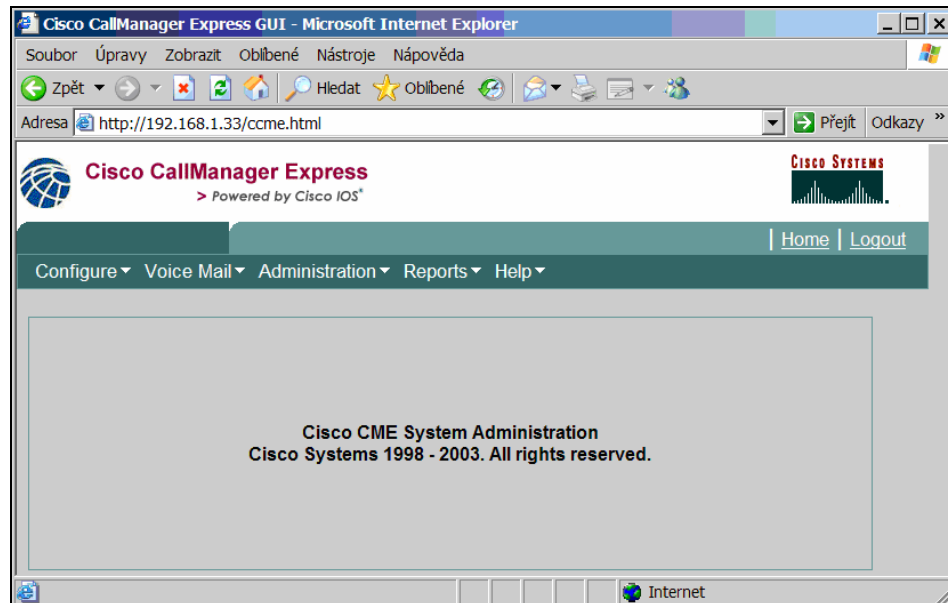 Cisco CallManager Express GUI - Microsoft Internet Explorer
Soubor Úpravy Zobrazit Oblíbené Nástroje Nápověda
Zpět Hledat Oblíbené
Adresa http://192.168.1.33/ccme.html Přejít Odkazy »
Cisco CallManager Express
> Powered by Cisco IOS®
CISCO SYSTEMS
| Home | Logout
Configure Voice Mail Administration Reports Help
Cisco CME System Administration
Cisco Systems 1998 - 2003. All rights reserved.
Internet